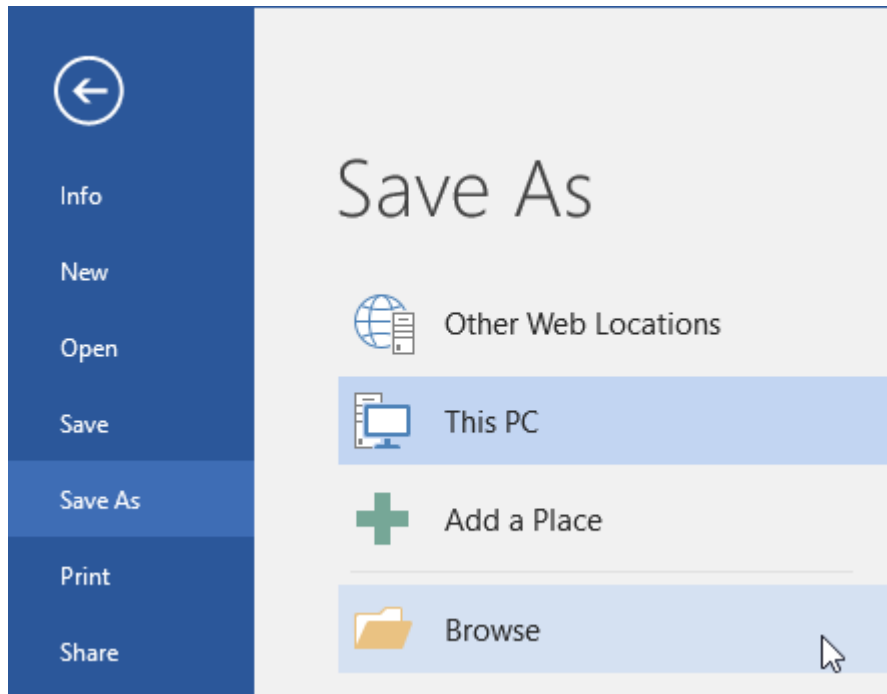 Info
New
Open
Save
Save As
Print
Share
Save As
Other Web Locations
This PC
Add a Place
Browse